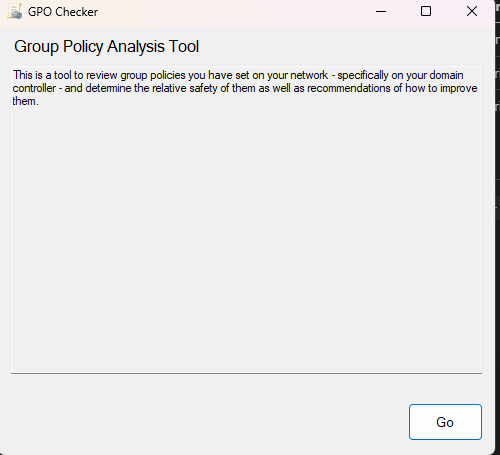 GPO Checker
Group Policy Analysis Tool
This is a tool to review group policies you have set on your network - specifically on your domain
controller - and determine the relative safety of them as well as recommendations of how to improve
them.
Go